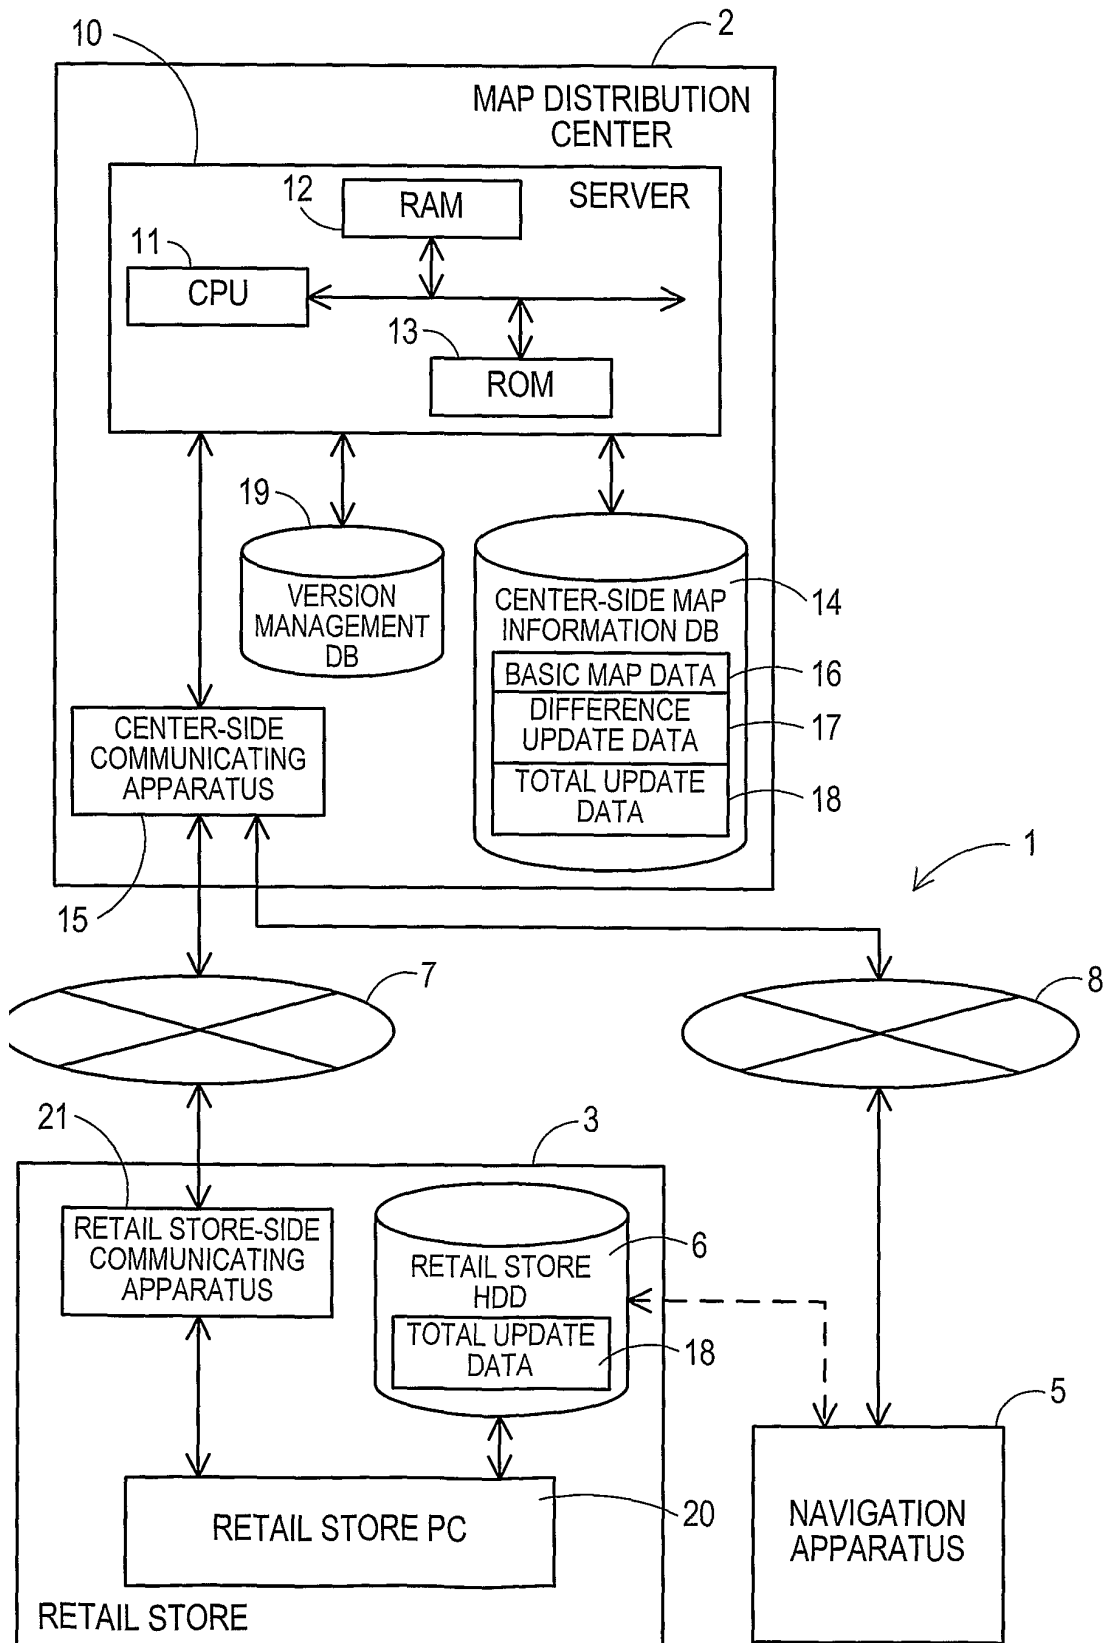 10
2
MAP DISTRIBUTION
CENTER
SERVER
12
RAM
11
CPU
13
ROM
19
VERSION
MANAGEMENT
DB
CENTER-SIDE MAP
INFORMATION DB
14
BASIC MAP DATA
16
DIFFERENCE
UPDATE DATA
17
TOTAL UPDATE
DATA
18
CENTER-SIDE
COMMUNICATING
APPARATUS
15
1
7
8
21
3
RETAIL STORE-SIDE
COMMUNICATING
APPARATUS
RETAIL STORE
HDD
6
TOTAL UPDATE
DATA
18
5
RETAIL STORE PC
20
NAVIGATION
APPARATUS
RETAIL STORE